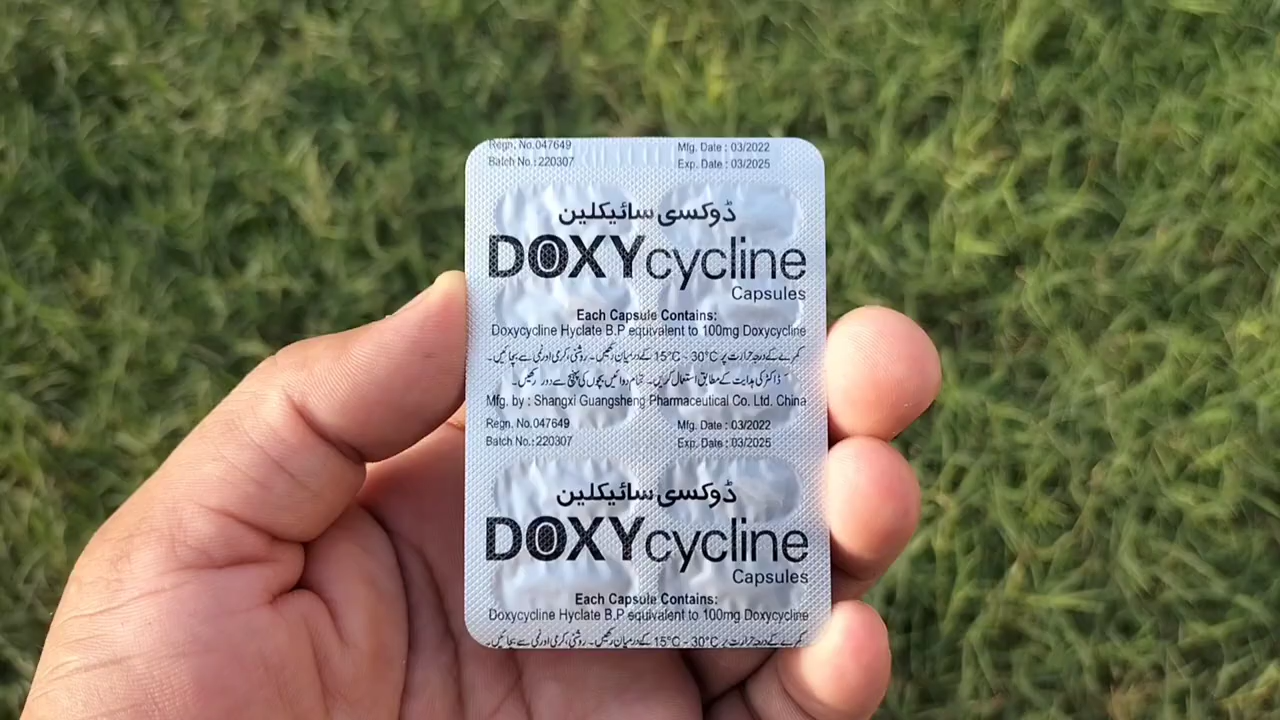 Regn. No.047649 Mfg. Date : 03/2022
Batch No.:220307 Exp. Date : 03/2025
ڈوکسی سائیکلین
DOXYcycline
Capsules
Each Capsule Contains:
Doxycycline Hyclate B.P equivalent to 100mg Doxycycline
کمرے کے درجہ حرارت پر 15°C - 30°C کے درمیان رکھیں۔ روشنی، گرمی اور نمی سے بچائیں۔
ڈاکٹر کی ہدایت کے مطابق استعمال کریں۔ تمام دوائیں بچوں کی پہنچ سے دور رکھیں۔
Mfg. by : Shangxi Guangsheng Pharmaceutical Co. Ltd. China
Regn. No.047649 Mfg. Date : 03/2022
Batch No.:220307 Exp. Date : 03/2025
ڈوکسی سائیکلین
DOXYcycline
Capsules
Each Capsule Contains:
Doxycycline Hyclate B.P equivalent to 100mg Doxycycline
کمرے کے درجہ حرارت پر 15°C - 30°C کے درمیان رکھیں۔ روشنی، گرمی اور نمی سے بچائیں۔